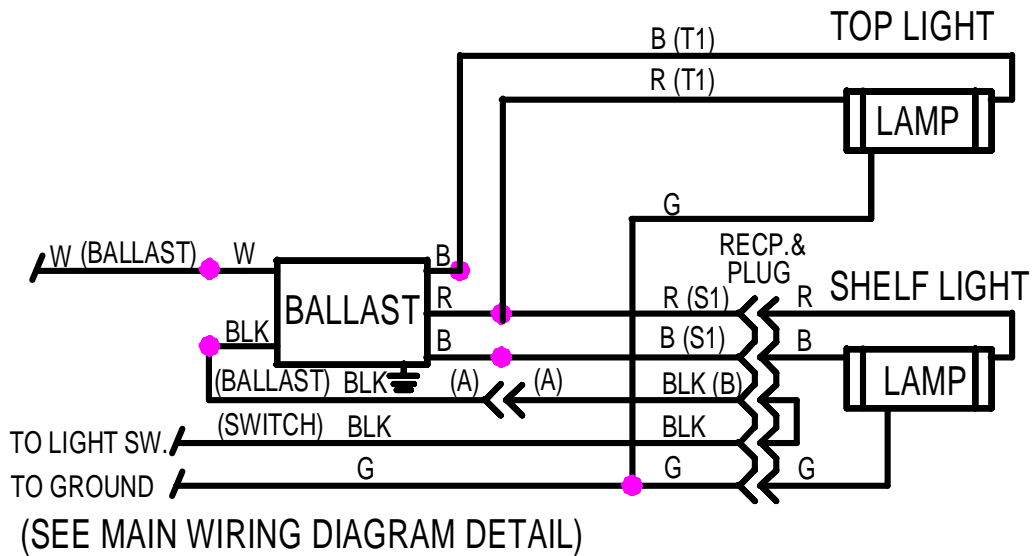 TOP LIGHT
B (T1)
R (T1)
LAMP
G
RECP.&
PLUG
W (BALLAST) W
B
BALLAST
R
R (S1)
R
SHELF LIGHT
BLK
B
B (S1)
B
LAMP
(BALLAST) BLK
(A)
(A)
BLK (B)
(SWITCH) BLK
BLK
TO LIGHT SW.
G
G
G
TO GROUND
(SEE MAIN WIRING DIAGRAM DETAIL)